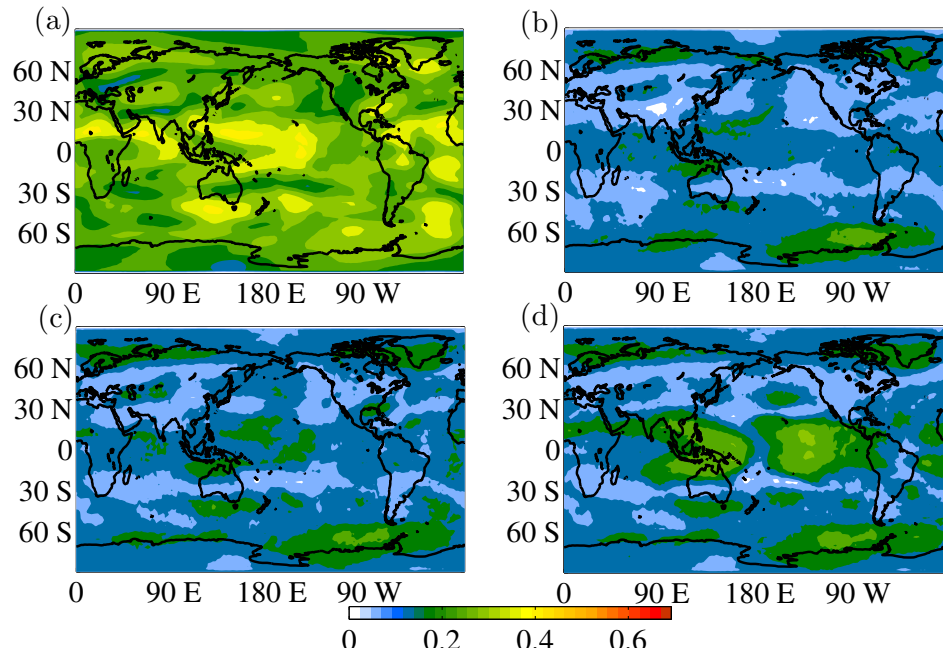 (a) (b)
60 N 60 N
30 N 30 N
0 0
30 S 30 S
60 S 60 S
0 90 E 180 E 90 W 0 90 E 180 E 90 W
(c) (d)
60 N 60 N
30 N 30 N
0 0
30 S 30 S
60 S 60 S
0 90 E 180 E 90 W 0 90 E 180 E 90 W
0 0.2 0.4 0.6